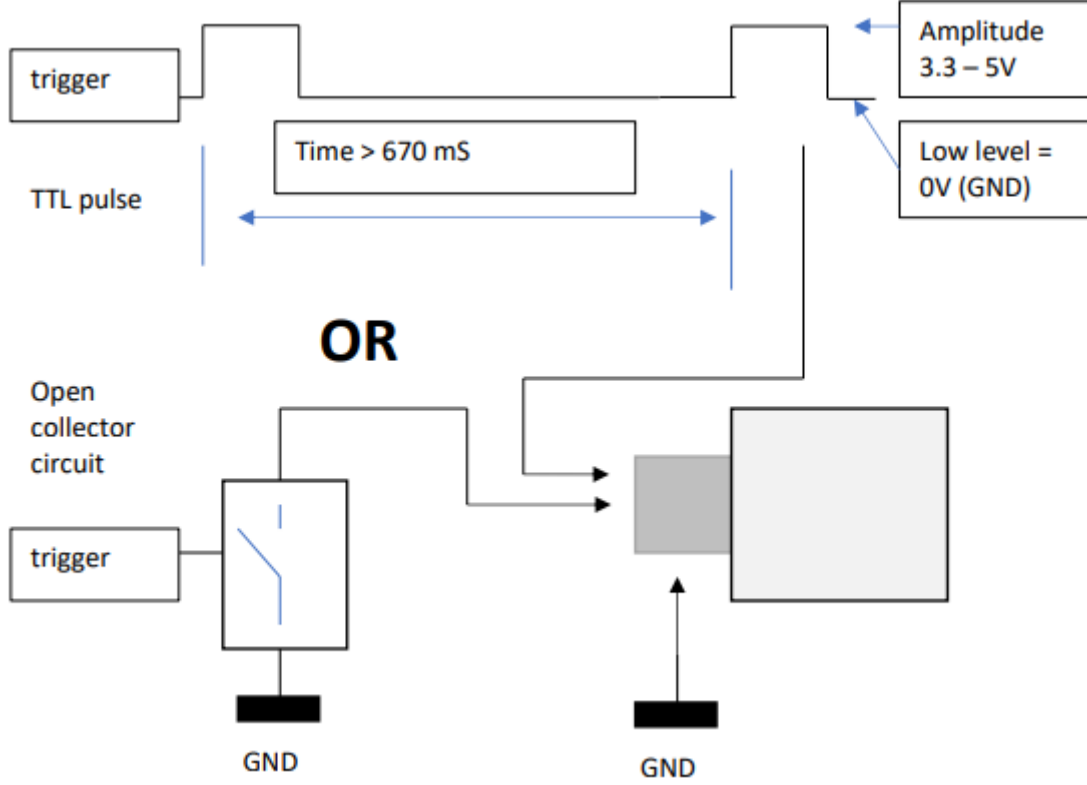 trigger
Amplitude
3.3 – 5V
Time > 670 mS
Low level =
0V (GND)
TTL pulse
OR
Open
collector
circuit
trigger
GND
GND